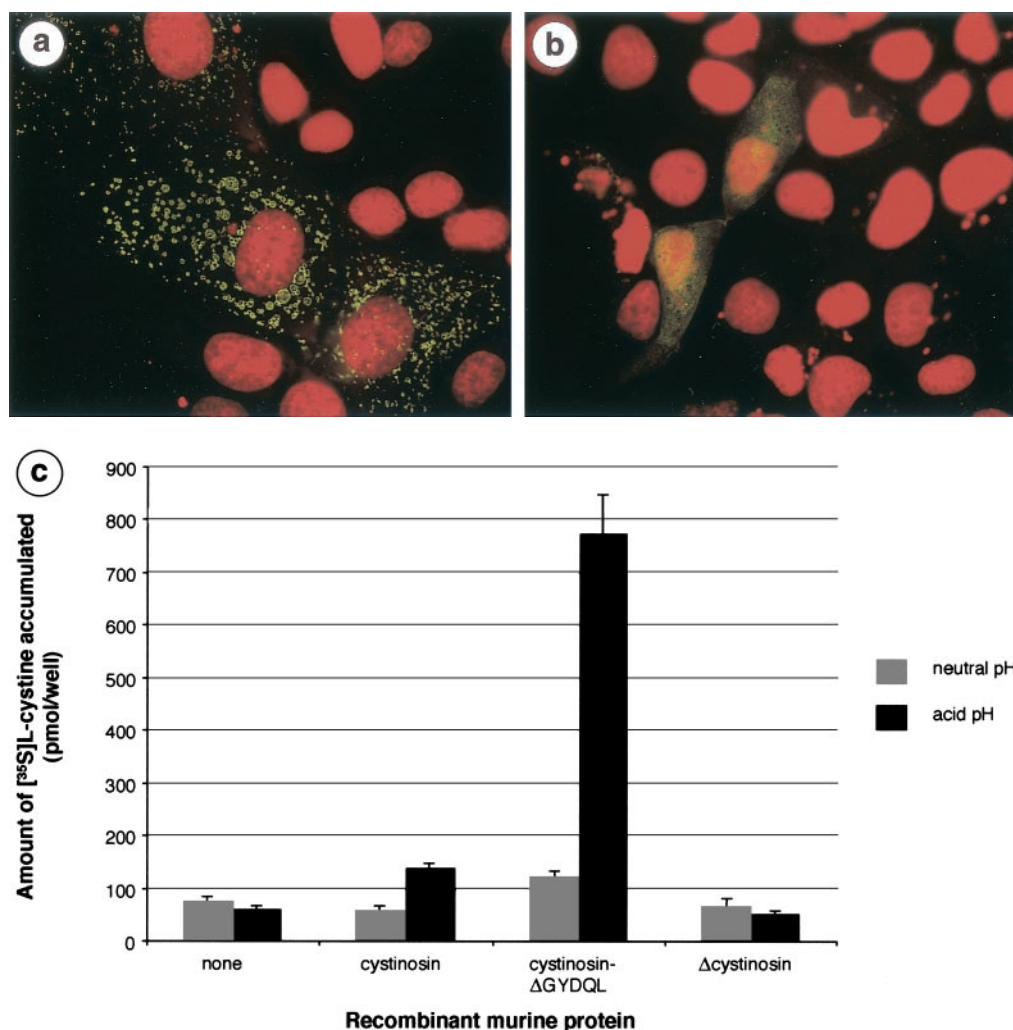 a
b
c
900
800
700
600
500
400
300
200
100
0
Amount of [³⁵S]L-cystine accumulated
(pmol/well)
neutral pH
acid pH
none
cystinosin
cystinosin-
ΔGYDQL
Δcystinosin
Recombinant murine protein